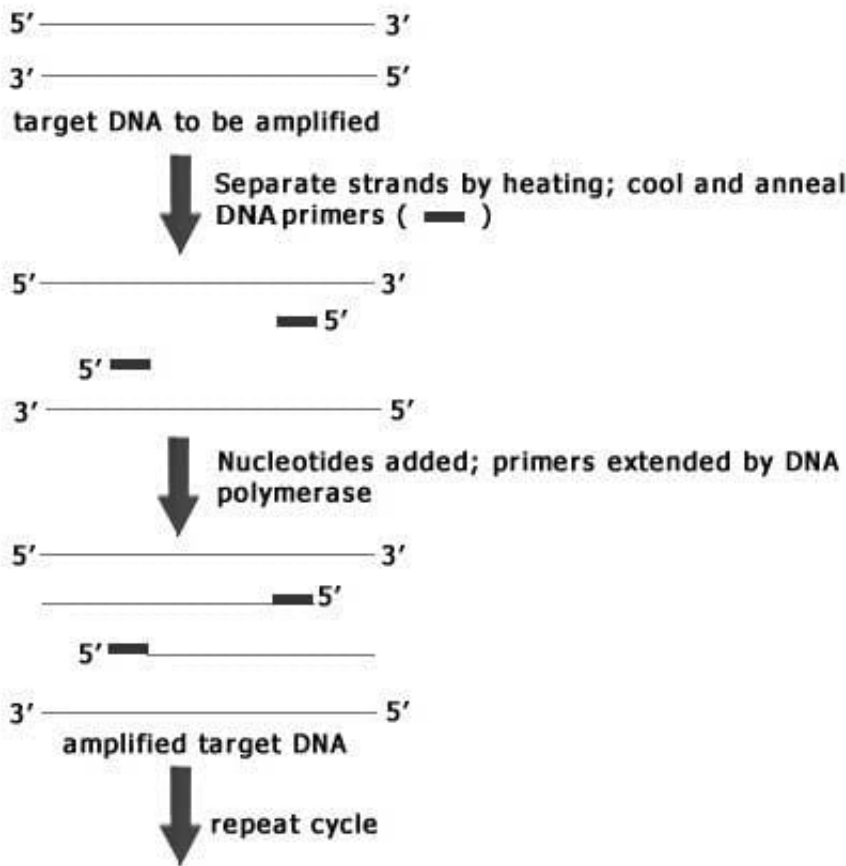 5′ 3′
3′ 5′
target DNA to be amplified
Separate strands by heating; cool and anneal
DNA primers ( )
5′ 3′
5′
5′
3′ 5′
Nucleotides added; primers extended by DNA
polymerase
5′ 3′
5′
5′
3′ 5′
amplified target DNA
repeat cycle